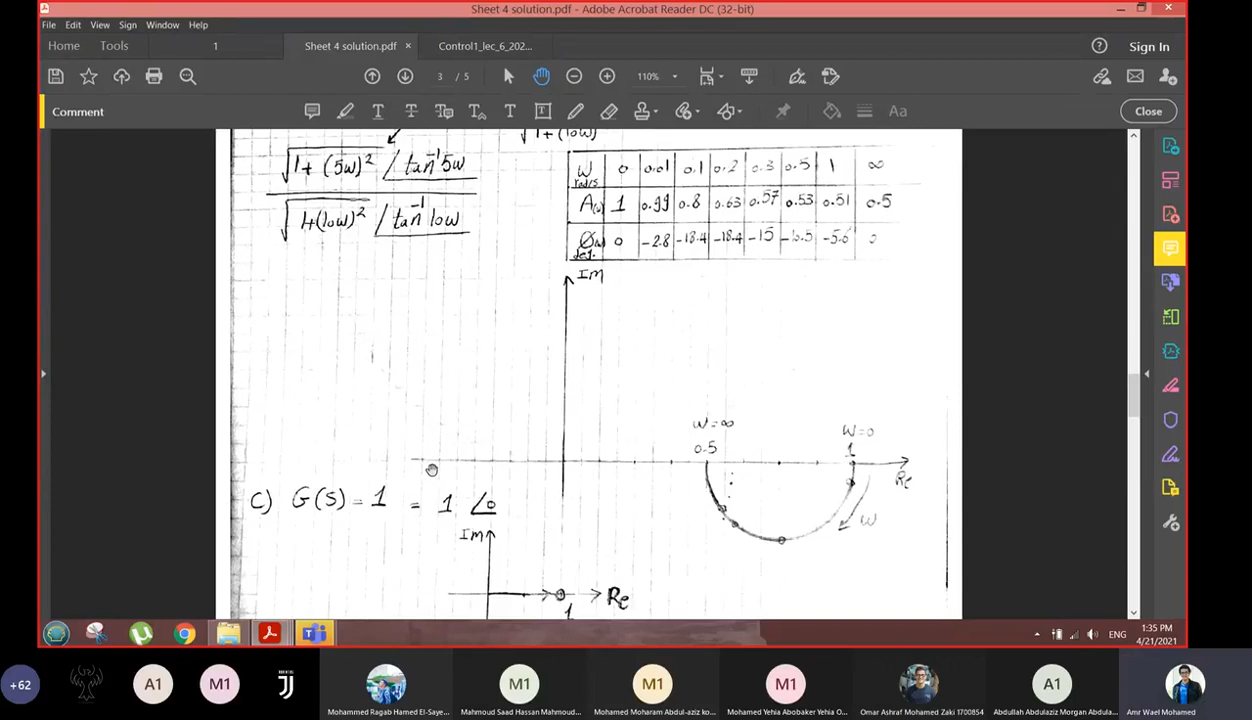 Sheet 4 solution.pdf - Adobe Acrobat Reader DC (32-bit)
File Edit View Sign Window Help
Home Tools 1 Sheet 4 solution.pdf × Control1_lec_6_202... Sign In
3 / 5 110%
Comment Close
√1+(10w)²
√1+(5w)² /tan⁻¹5w
√1+(10w)² /tan⁻¹10w
W rad/s 0 0.01 0.1 0.2 0.3 0.5 1 ∞
A(w) 1 0.99 0.8 0.63 0.57 0.53 0.51 0.5
Ø(w) deg. 0 -2.8 -18.4 -18.4 -15 -10.5 -5.6 0
Im
W=∞ W=0
0.5 1
Re
C) G(S) = 1 = 1 ∠0
W
Im
Re
1
1:35 PM
ENG
4/21/2021
+62 A1 M1 M1 M1 M1 A1
Mohammed Ragab Hamed El-Saye... Mahmoud Saad Hassan Mahmoud... Mohamed Moharam Abdul-aziz ko... Mohamed Yehia Abobaker Yehia O... Omar Ashraf Mohamed Zaki 1700854 Abdullah Abdulaziz Morgan Abdula... Amr Wael Mohamed